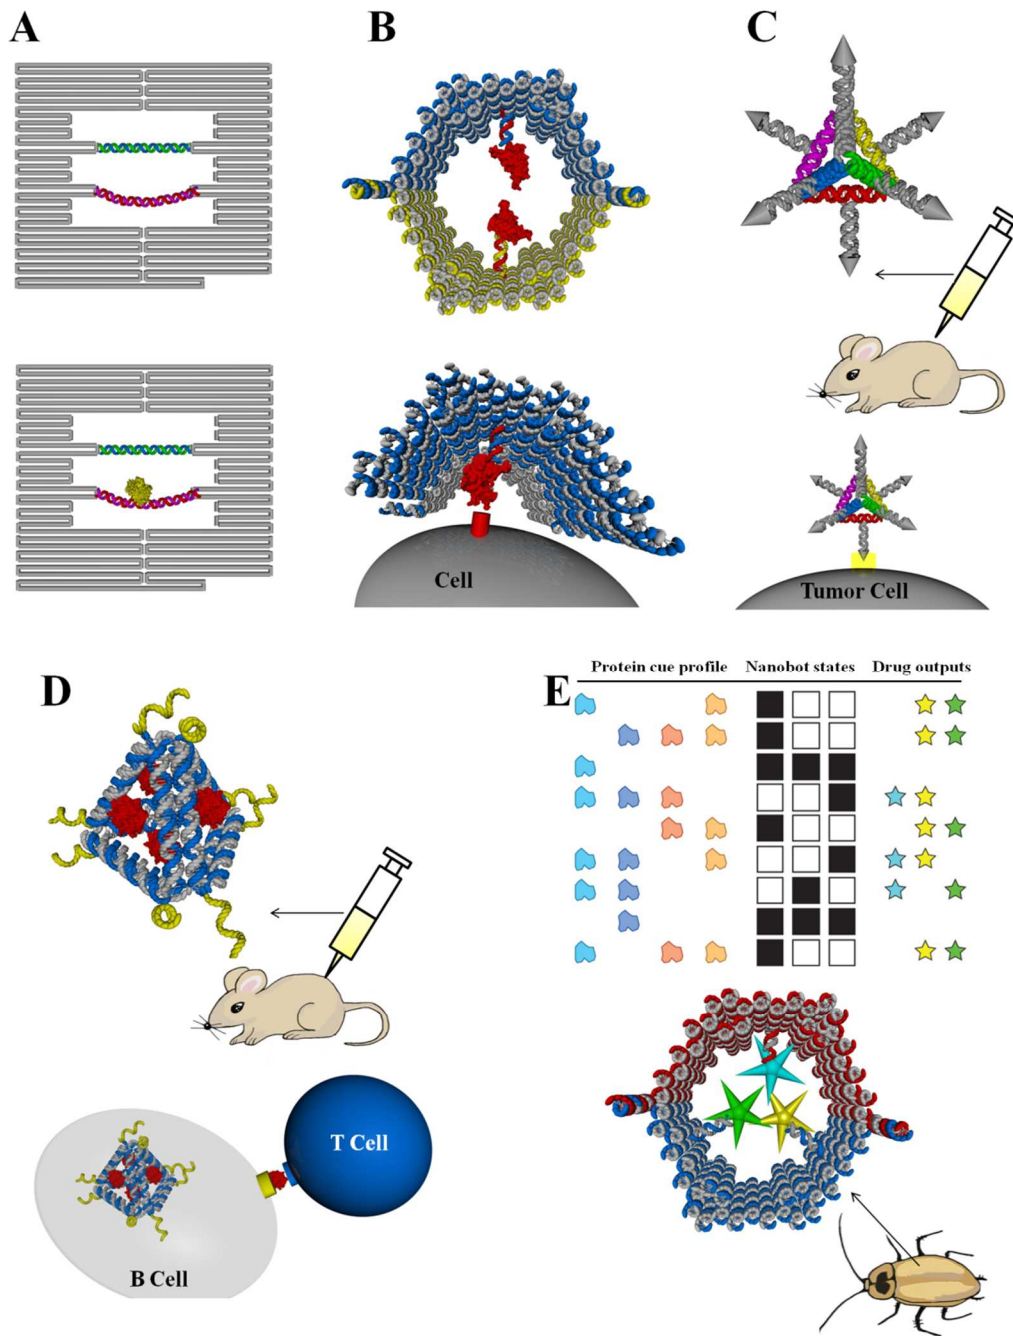 A
B
C
Cell
Tumor Cell
D
E
Protein cue profile Nanobot states Drug outputs
T Cell
B Cell